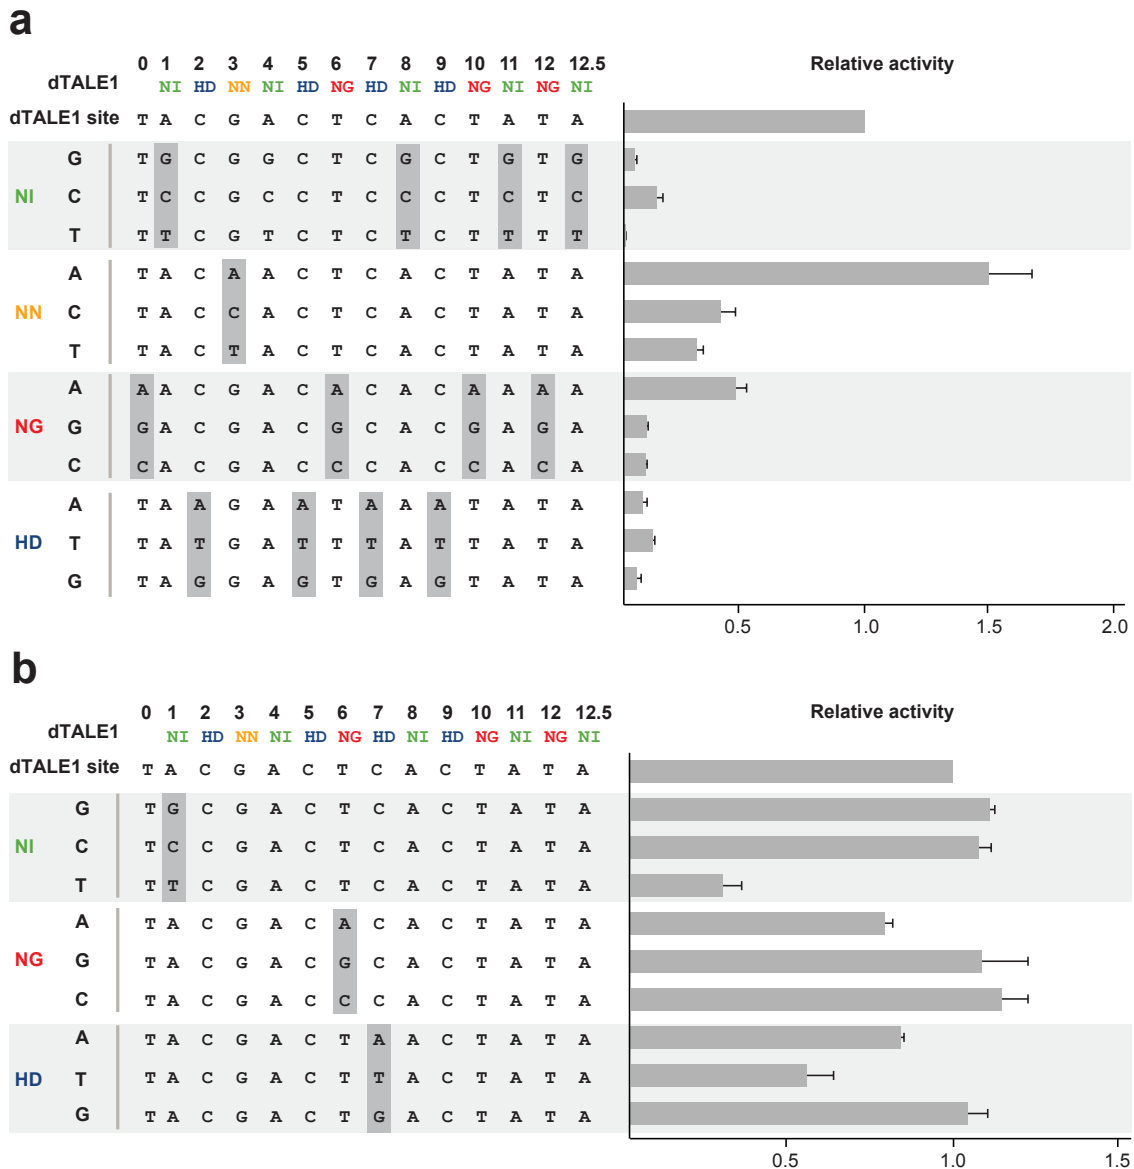 a
0 1 2 3 4 5 6 7 8 9 10 11 12 12.5 Relative activity
dTALE1 NI HD NN NI HD NG HD NI HD NG NI NG NI
dTALE1 site T A C G A C T C A C T A T A
G T G C G G C T C G C T G T G
NI C T C C G C C T C C C T C T C
T T T C G T C T C T C T T T T
A T A C A A C T C A C T A T A
NN C T A C C A C T C A C T A T A
T T A C T A C T C A C T A T A
A A A C G A C A C A C A A A A
NG G G A C G A C G C A C G A G A
C C A C G A C C C A C C A C A
A T A A G A A T A A A T A T A
HD T T A T G A T T T A T T A T A
G T A G G A G T G A G T A T A
0.5 1.0 1.5 2.0
b
0 1 2 3 4 5 6 7 8 9 10 11 12 12.5 Relative activity
dTALE1 NI HD NN NI HD NG HD NI HD NG NI NG NI
dTALE1 site T A C G A C T C A C T A T A
G T G C G A C T C A C T A T A
NI C T C C G A C T C A C T A T A
T T T C G A C T C A C T A T A
A T A C G A C A C A C T A T A
NG G T A C G A C G C A C T A T A
C T A C G A C C C A C T A T A
A T A C G A C T A A C T A T A
HD T T A C G A C T T A C T A T A
G T A C G A C T G A C T A T A
0.5 1.0 1.5